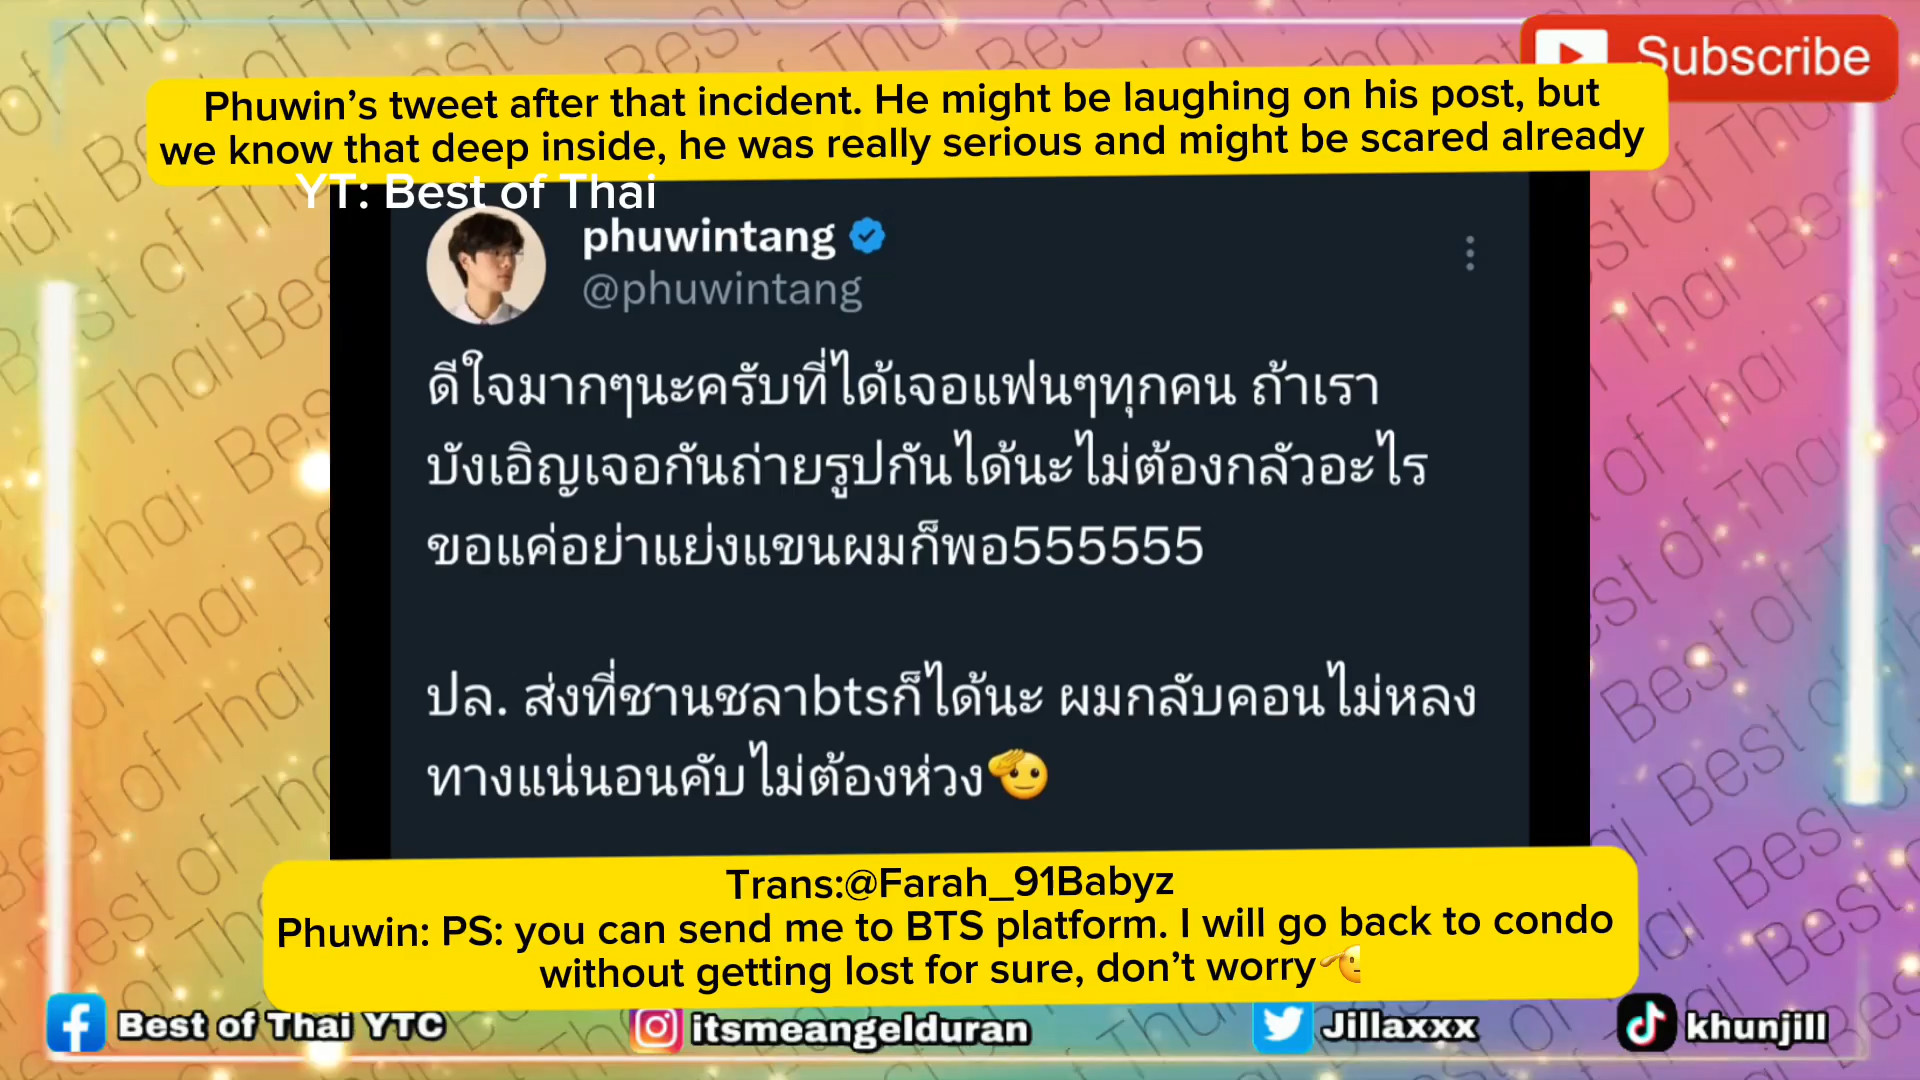 Subscribe
Phuwin's tweet after that incident. He might be laughing on his post, but
we know that deep inside, he was really serious and might be scared already
YT: Best of Thai
phuwintang
@phuwintang
ดีใจมากๆนะครับที่ได้เจอแฟนๆทุกคน ถ้าเรา
บังเอิญเจอกันถ่ายรูปกันได้นะไม่ต้องกลัวอะไร
ขอแค่อย่าแย่งแขนผมก็พอ555555
ปล. ส่งที่ชานชลาbtsก็ได้นะ ผมกลับคอนไม่หลง
ทางแน่นอนคับไม่ต้องห่วง🫡
Trans:@Farah_91Babyz
Phuwin: PS: you can send me to BTS platform. I will go back to condo
without getting lost for sure, don't worry🫡
Best of Thai YTC
itsmeangelduran
Jillaxxx
khunjill